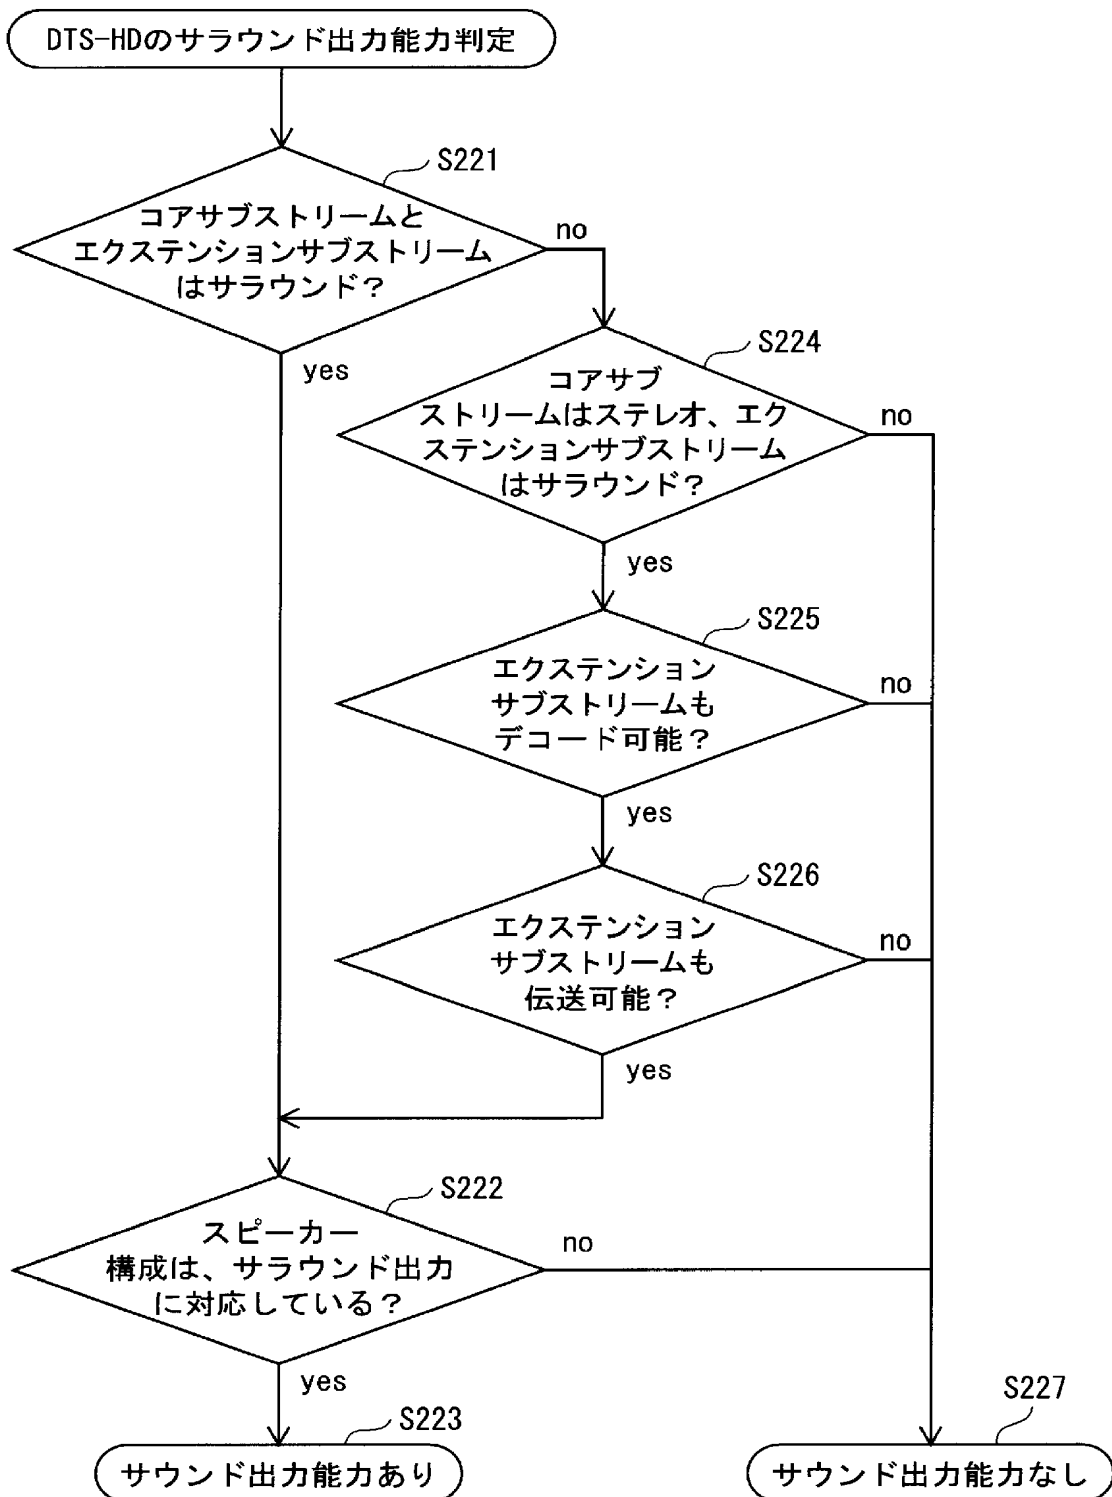 DTS-HDのサラウンド出力能力判定
S221
コアサブストリームと
エクステンションサブストリーム
はサラウンド?
no
yes
S224
コアサブ
ストリームはステレオ、エク
ステンションサブストリーム
はサラウンド?
no
yes
S225
エクステンション
サブストリームも
デコード可能?
no
yes
S226
エクステンション
サブストリームも
伝送可能?
no
yes
S222
スピーカー
構成は、サラウンド出力
に対応している?
no
yes
S223
サウンド出力能力あり
S227
サウンド出力能力なし